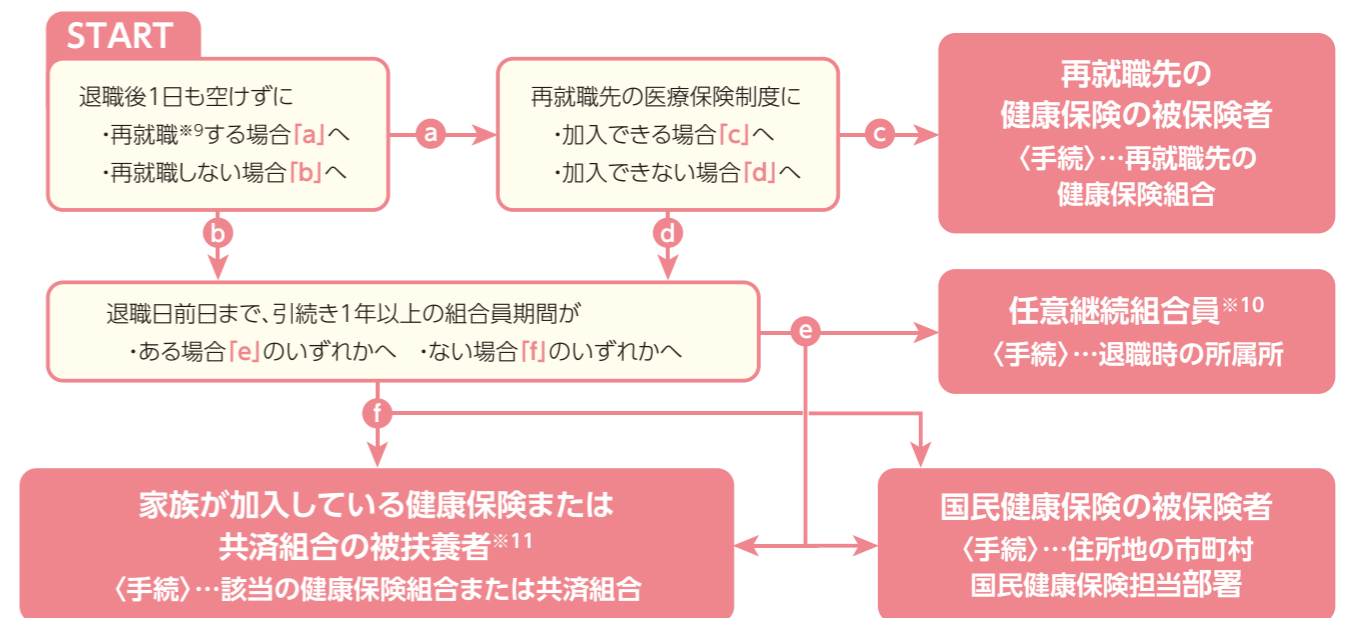 START
退職後1日も空けずに
・再就職※9する場合「a」へ
・再就職しない場合「b」へ
a
再就職先の医療保険制度に
・加入できる場合「c」へ
・加入できない場合「d」へ
c
再就職先の
健康保険の被保険者
〈手続〉…再就職先の
健康保険組合
b
d
退職日前日まで、引続き1年以上の組合員期間が
・ある場合「e」のいずれかへ ・ない場合「f」のいずれかへ
e
任意継続組合員※10
〈手続〉…退職時の所属所
f
家族が加入している健康保険または
共済組合の被扶養者※11
〈手続〉…該当の健康保険組合または共済組合
国民健康保険の被保険者
〈手続〉…住所地の市町村
国民健康保険担当部署